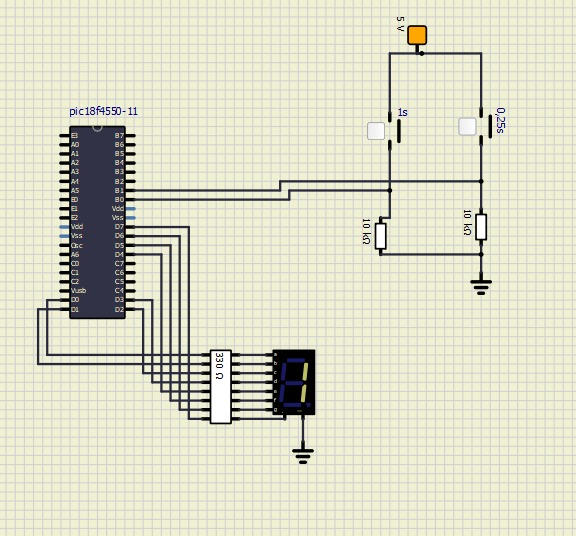 5 V
pic18f4550-11
1s
0,25s
E3 B7
A0 B6
A1 B5
A2 B4
A3 B3
A4 B2
A5 B1
E0 B0
E1 Vdd
E2 Vss
Vdd D7
Vss D6
Osc D5
A6 D4
C0 C7
C1 C6
C2 C5
Vusb C4
D0 D3
D1 D2
10 kΩ
10 kΩ
330 Ω
a
b
c
d
e
f
g